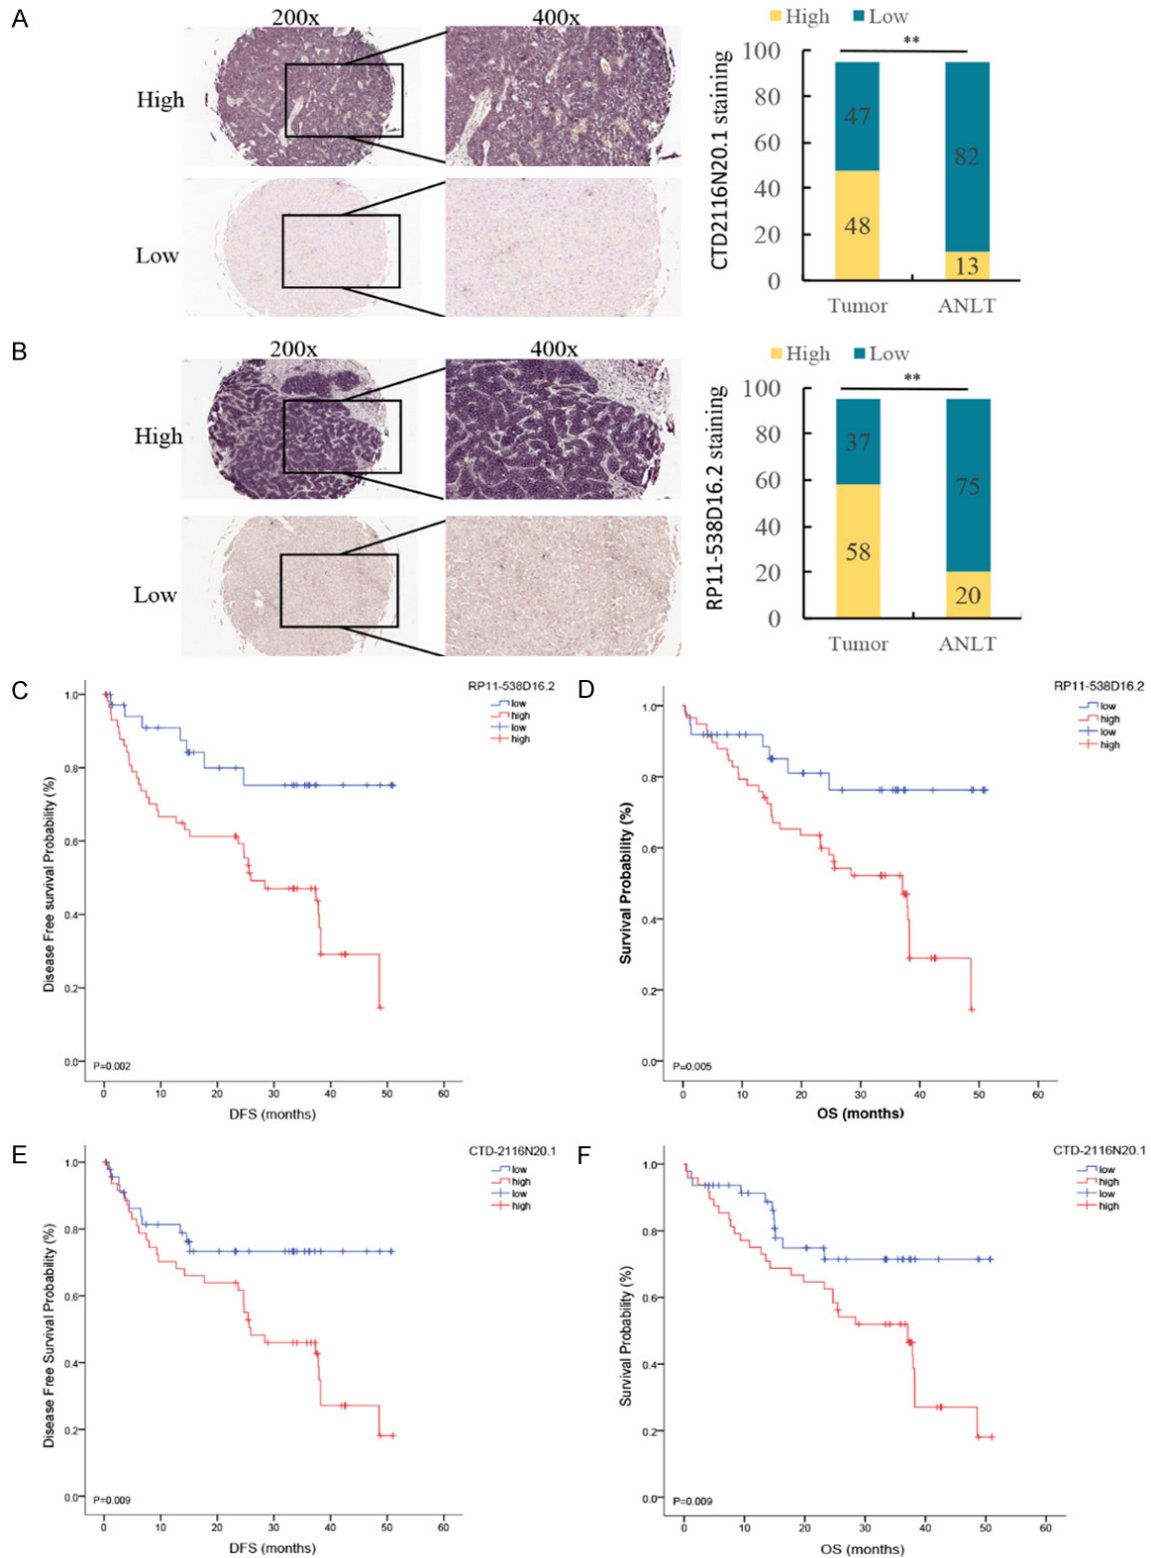 A
200x
400x
High
Low
High
Low
CTD2116N20.1 staining
**
100
80
60
40
20
0
47
48
82
13
Tumor
ANLT
B
200x
400x
High
Low
High
Low
RP11-538D16.2 staining
**
100
80
60
40
20
0
37
58
75
20
Tumor
ANLT
C
RP11-538D16.2
low
high
low
high
Disease Free survival Probability (%)
1.0
0.8
0.6
0.4
0.2
0.0
P=0.002
0 10 20 30 40 50 60
DFS (months)
D
RP11-538D16.2
low
high
low
high
Survival Probability (%)
1.0
0.8
0.6
0.4
0.2
0.0
P=0.005
0 10 20 30 40 50 60
OS (months)
E
CTD-2116N20.1
low
high
low
high
Disease Free Survival Probability (%)
1.0
0.8
0.6
0.4
0.2
0.0
P=0.009
0 10 20 30 40 50 60
DFS (months)
F
CTD-2116N20.1
low
high
low
high
Survival Probability (%)
1.0
0.8
0.6
0.4
0.2
0.0
P=0.009
0 10 20 30 40 50 60
OS (months)